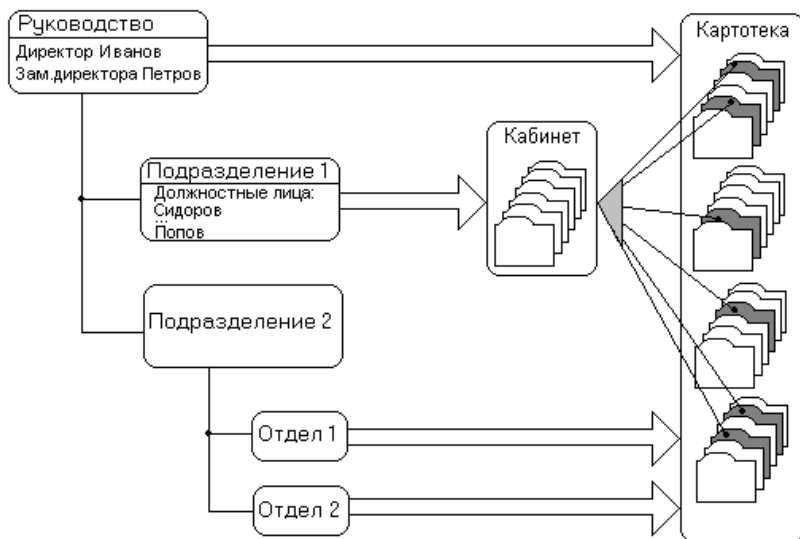 Руководство
Директор Иванов
Зам.директора Петров
Картотека
Кабинет
Подразделение 1
Должностные лица:
Сидоров
...
Попов
Подразделение 2
Отдел 1
Отдел 2